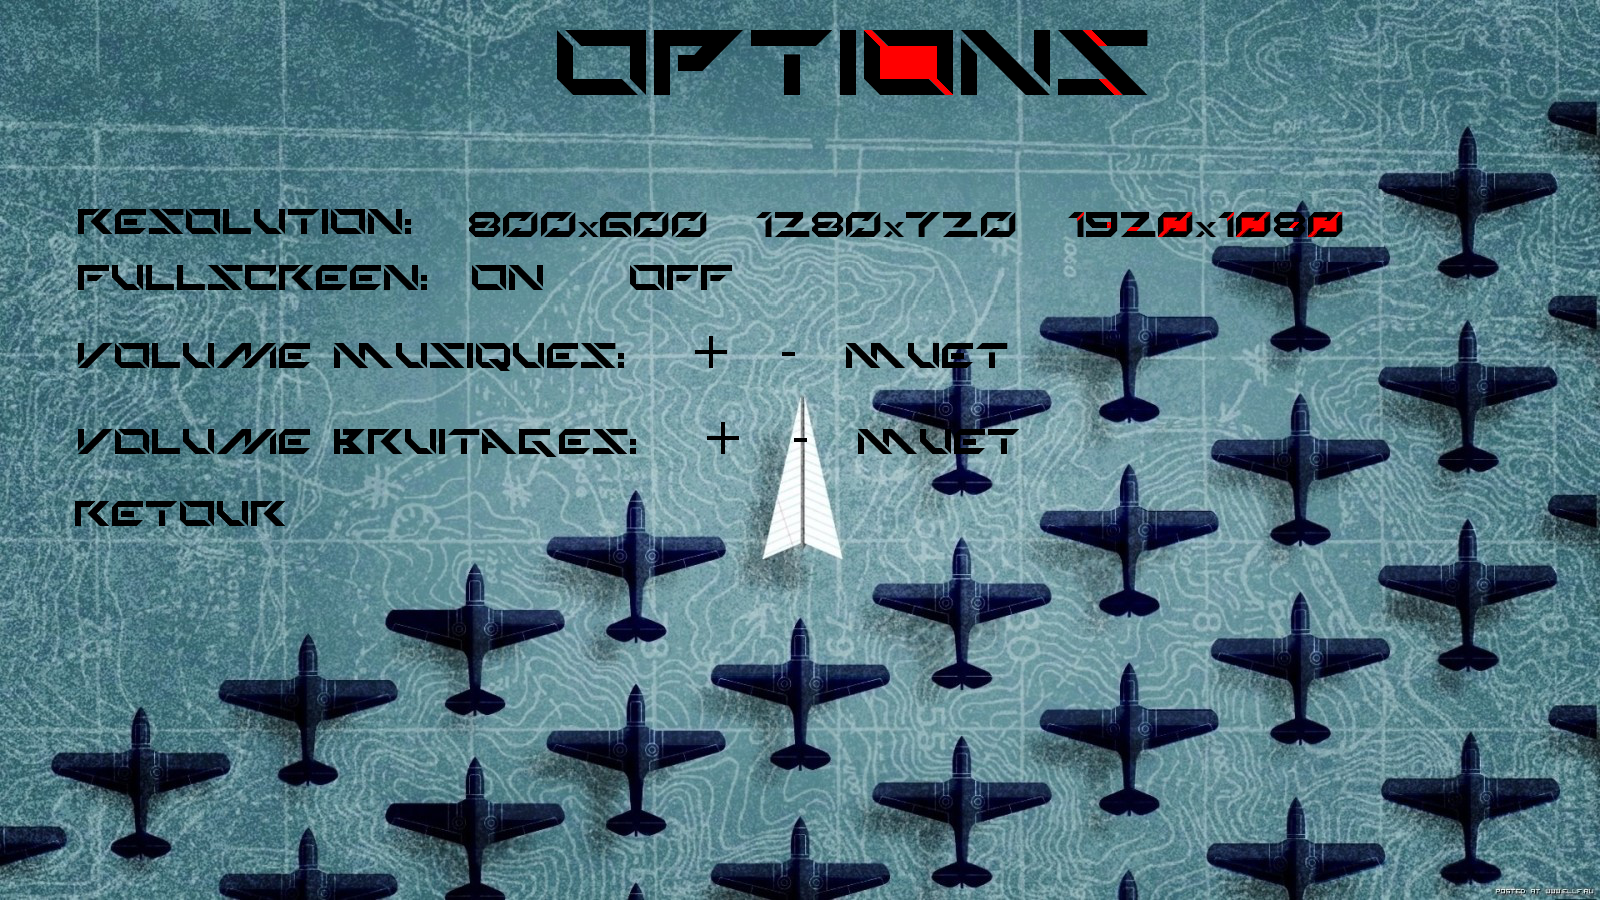 OPTIONS
RESOLUTION: 800x600 1280x720 1920x1080
FULLSCREEN: ON OFF
VOLUME MUSIQUES: + - MUET
VOLUME BRUITAGES: + - MUET
RETOUR